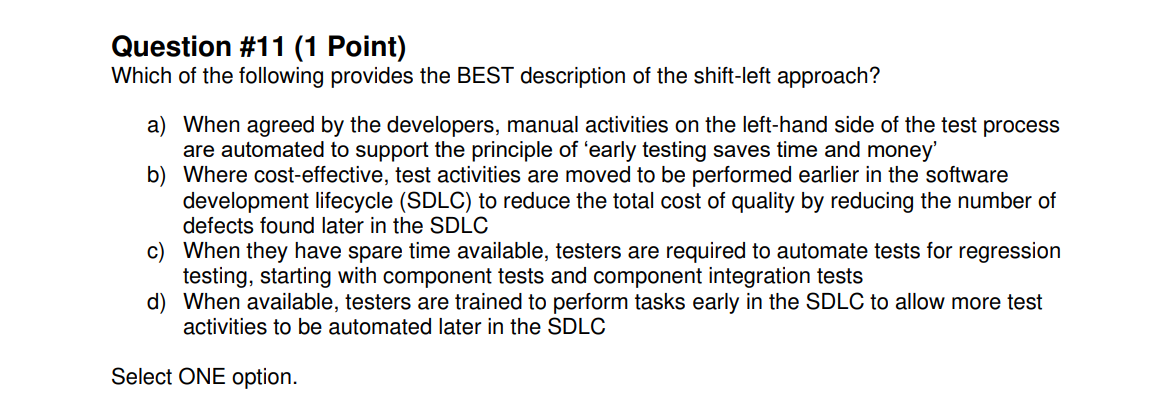 Question #11 (1 Point)
Which of the following provides the BEST description of the shift-left approach?
a) When agreed by the developers, manual activities on the left-hand side of the test process
are automated to support the principle of ‘early testing saves time and money’
b) Where cost-effective, test activities are moved to be performed earlier in the software
development lifecycle (SDLC) to reduce the total cost of quality by reducing the number of
defects found later in the SDLC
c) When they have spare time available, testers are required to automate tests for regression
testing, starting with component tests and component integration tests
d) When available, testers are trained to perform tasks early in the SDLC to allow more test
activities to be automated later in the SDLC
Select ONE option.